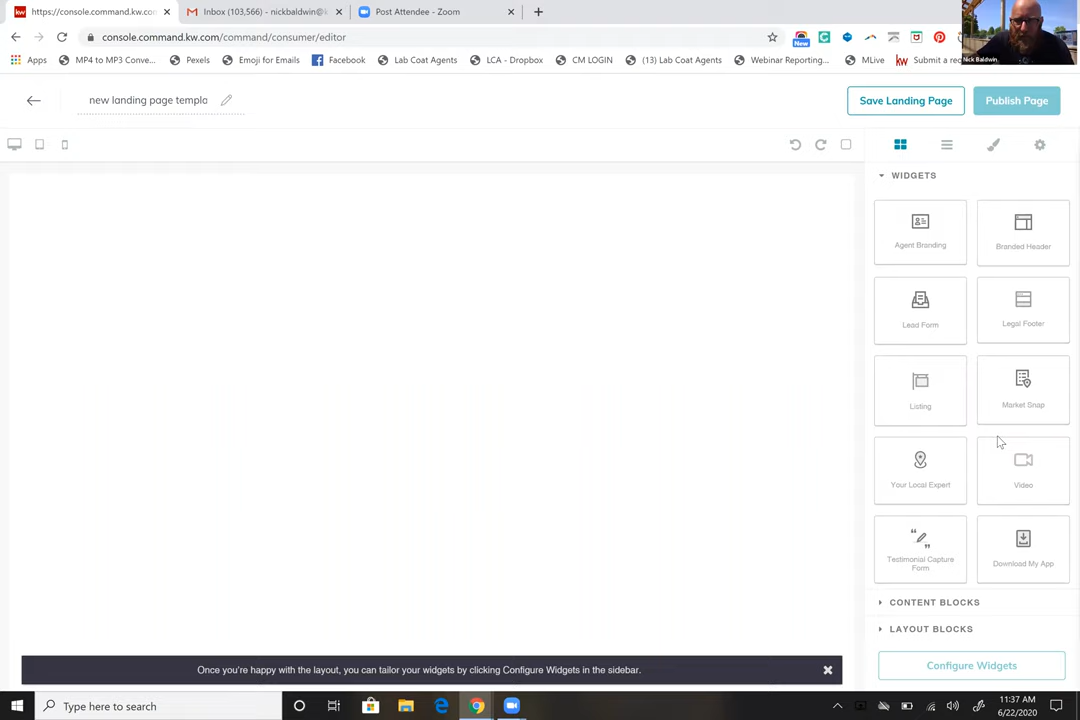 https://console.command.kw.com
Inbox (103,566) - nickbaldwin@k
Post Attendee - Zoom
console.command.kw.com/command/consumer/editor
New
Apps
MP4 to MP3 Conve...
Pexels
Emoji for Emails
Facebook
Lab Coat Agents
LCA - Dropbox
CM LOGIN
(13) Lab Coat Agents
Webinar Reporting...
MLive
kw
Submit a rec
Nick Baldwin
new landing page templa
Save Landing Page
Publish Page
WIDGETS
Agent Branding
Branded Header
Lead Form
Legal Footer
Listing
Market Snap
Your Local Expert
Video
Testimonial Capture
Form
Download My App
CONTENT BLOCKS
LAYOUT BLOCKS
Once you're happy with the layout, you can tailor your widgets by clicking Configure Widgets in the sidebar.
Configure Widgets
Type here to search
11:37 AM
6/22/2020